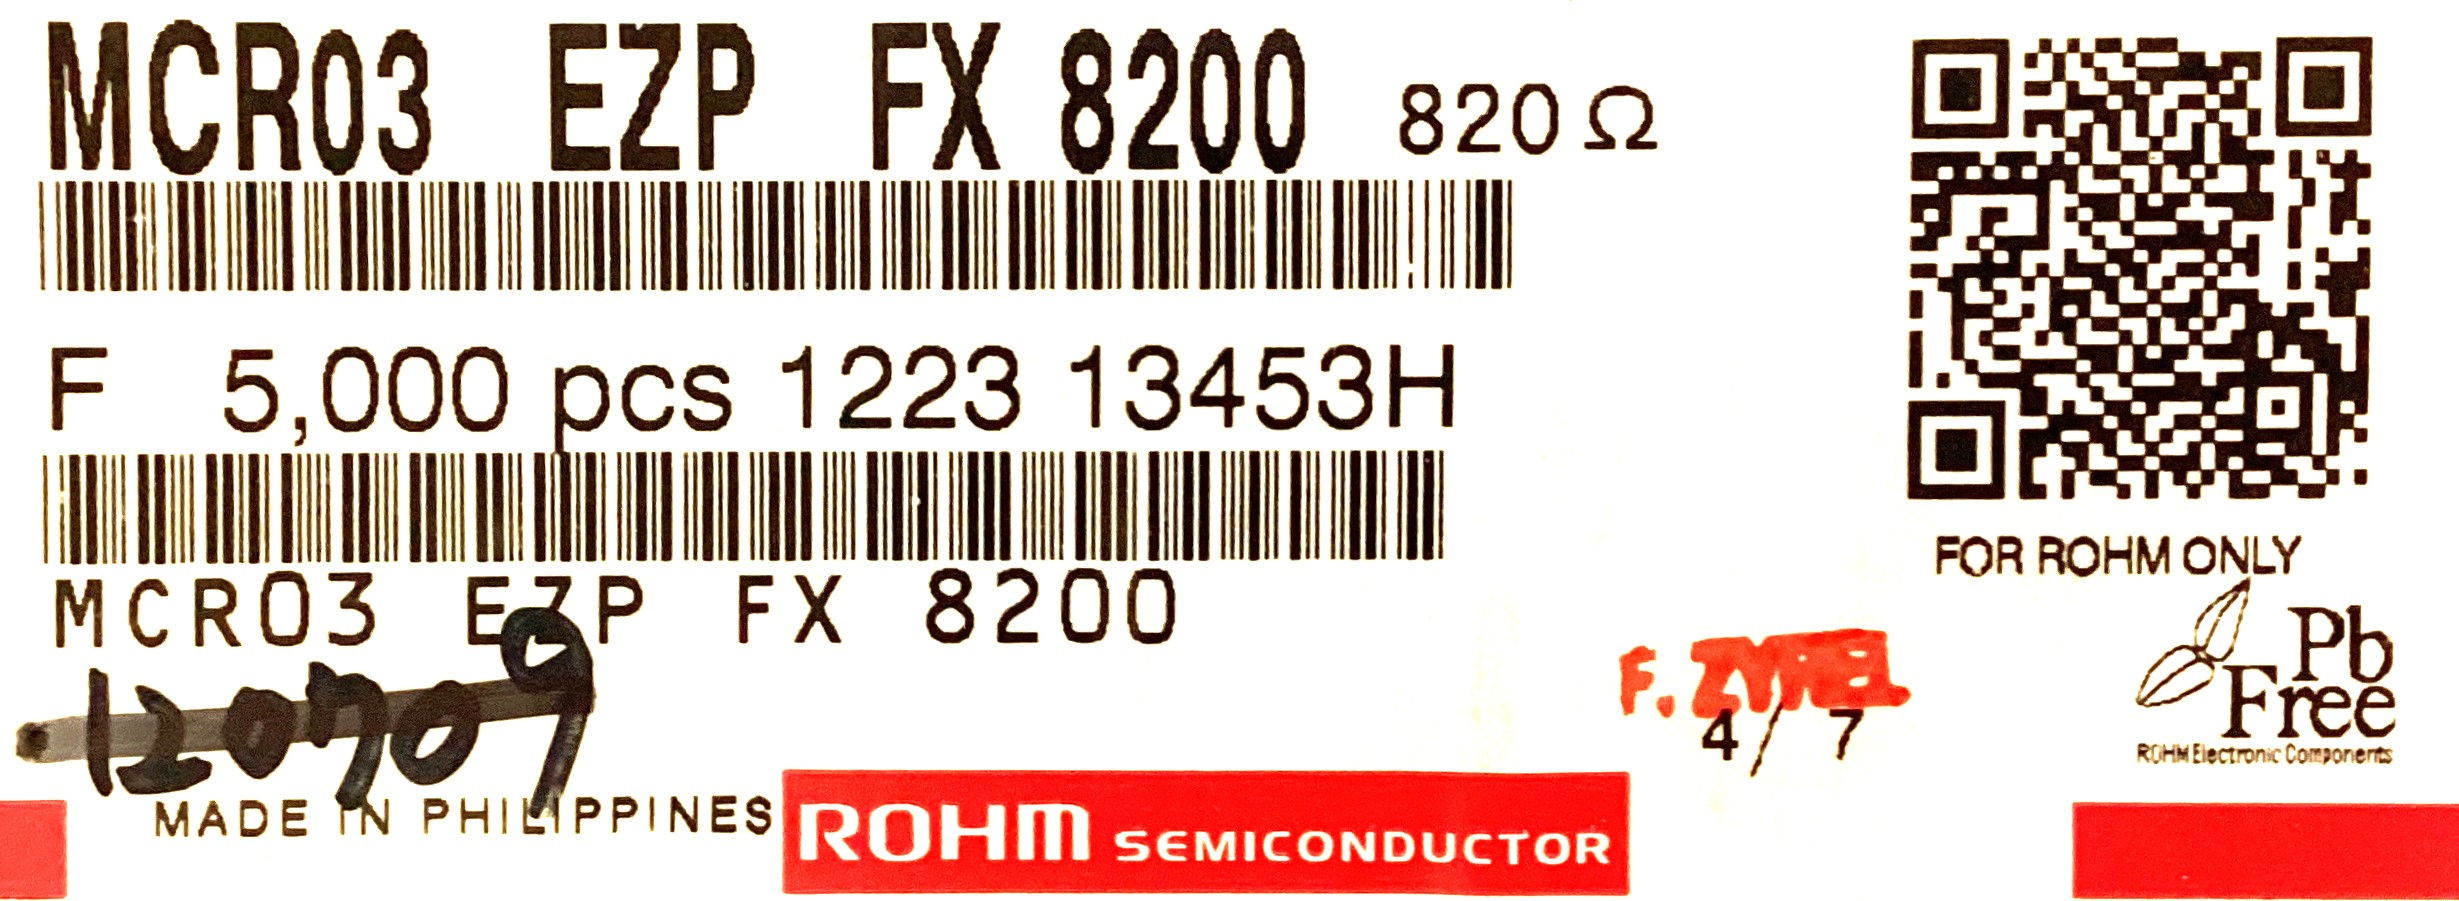 MCR03 EZP FX 8200 820Ω
F 5,000 pcs 1223 13453H
MCR03 EZP FX 8200
120709
MADE IN PHILIPPINES
ROHM SEMICONDUCTOR
FOR ROHM ONLY
Pb
Free
ROHM Electronic Components
F.
4/ 7